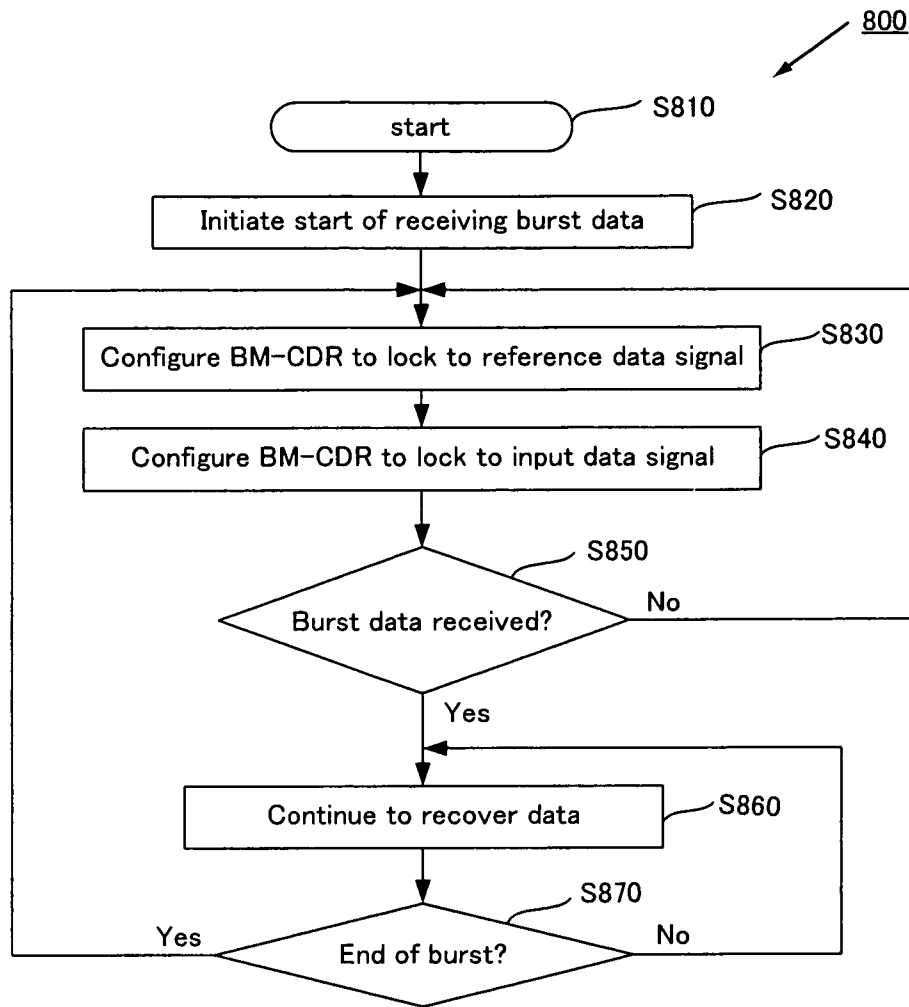 800
start
S810
Initiate start of receiving burst data
S820
Configure BM-CDR to lock to reference data signal
S830
Configure BM-CDR to lock to input data signal
S840
Burst data received?
S850
No
Yes
Continue to recover data
S860
End of burst?
S870
Yes
No